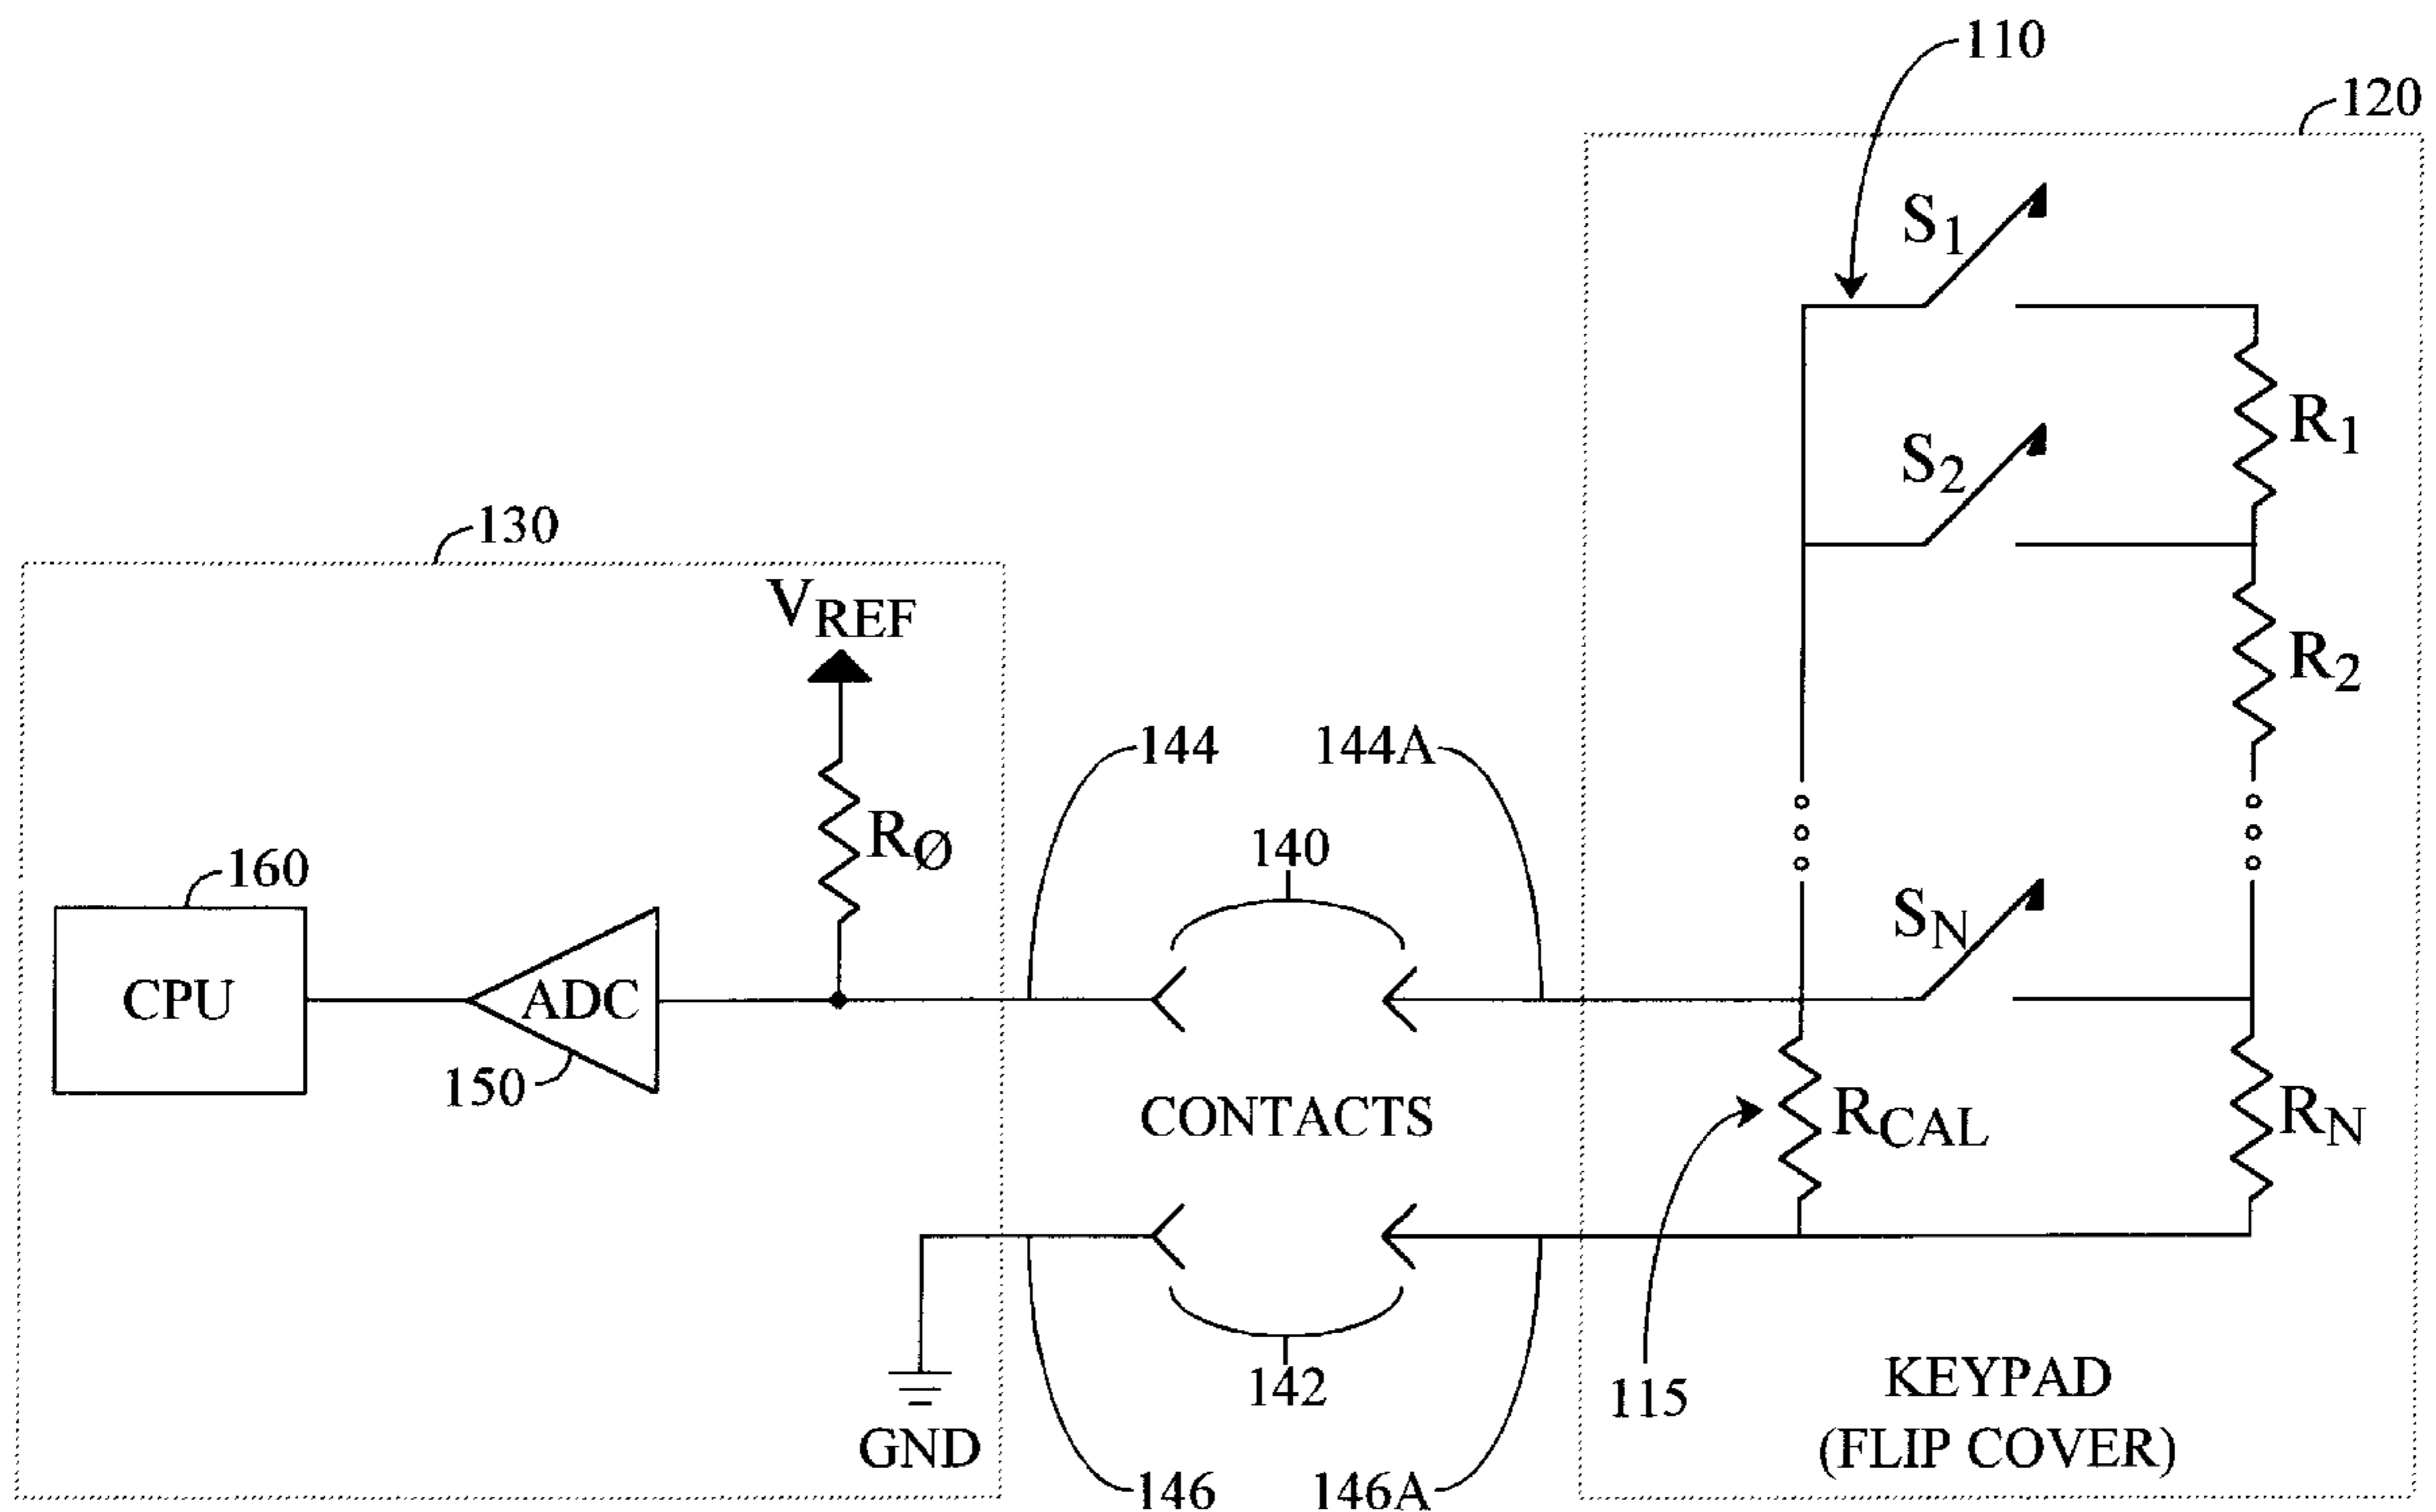 110
120
S1
R1
S2
130
VREF
R2
144
144A
RØ
140
160
SN
CPU
ADC
150
CONTACTS
RCAL
RN
142
115
KEYPAD
(FLIP COVER)
GND
146
146A